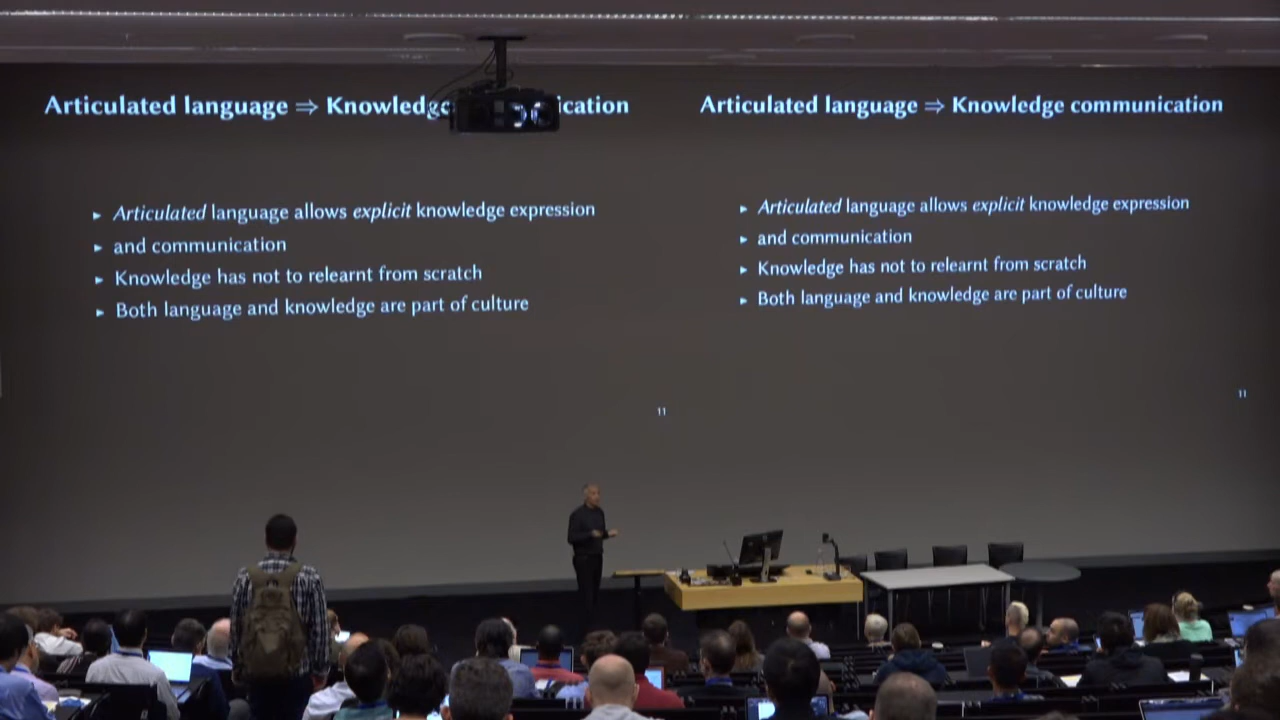 Articulated language ⇒ Knowledge ication
▸ Articulated language allows explicit knowledge expression
▸ and communication
▸ Knowledge has not to relearnt from scratch
▸ Both language and knowledge are part of culture
11
Articulated language ⇒ Knowledge communication
▸ Articulated language allows explicit knowledge expression
▸ and communication
▸ Knowledge has not to relearnt from scratch
▸ Both language and knowledge are part of culture
11